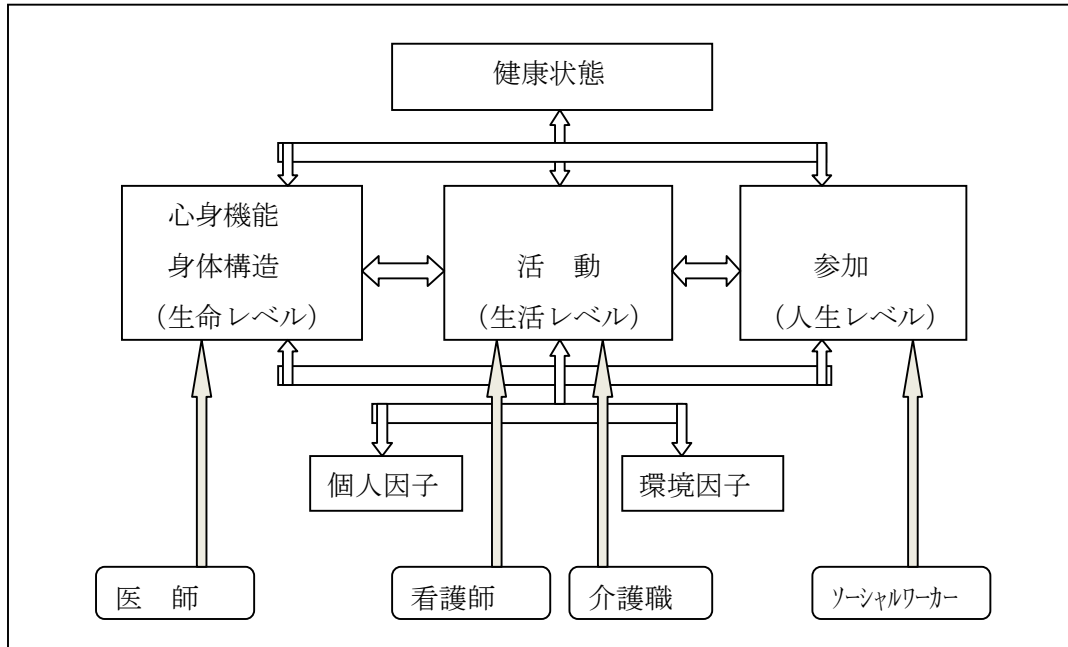 健康状態
心身機能
身体構造
（生命レベル）
活　動
（生活レベル）
参加
（人生レベル）
個人因子
環境因子
医　師
看護師
介護職
ソーシャルワーカー